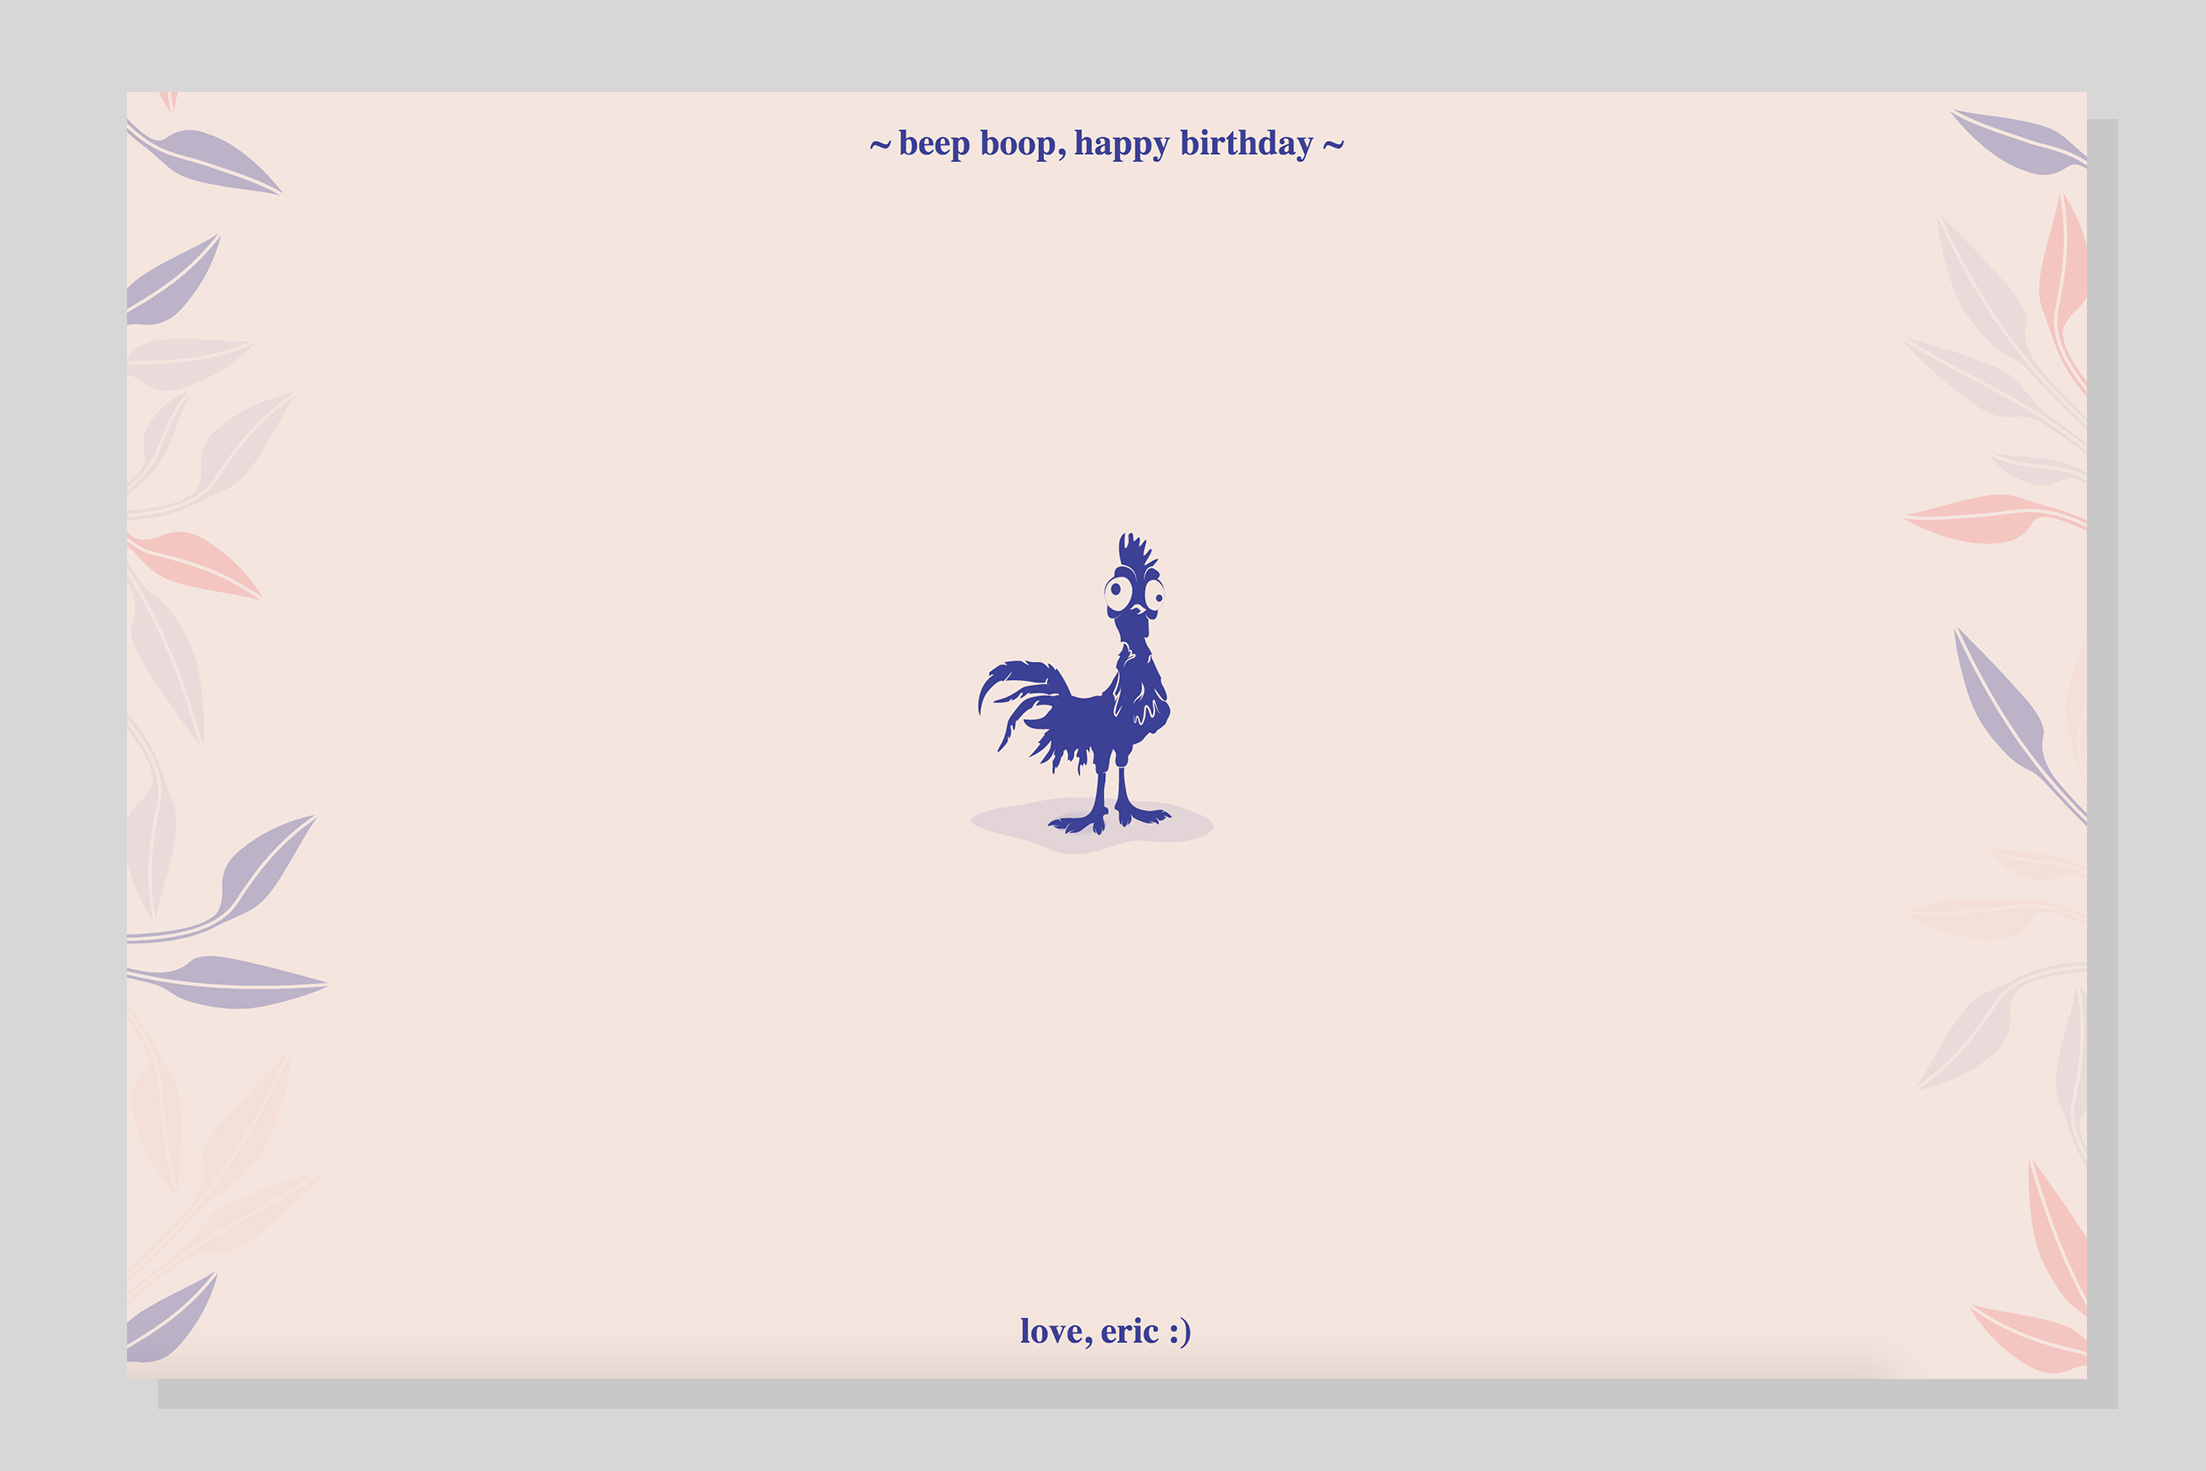 ~ beep boop, happy birthday ~
love, eric :)